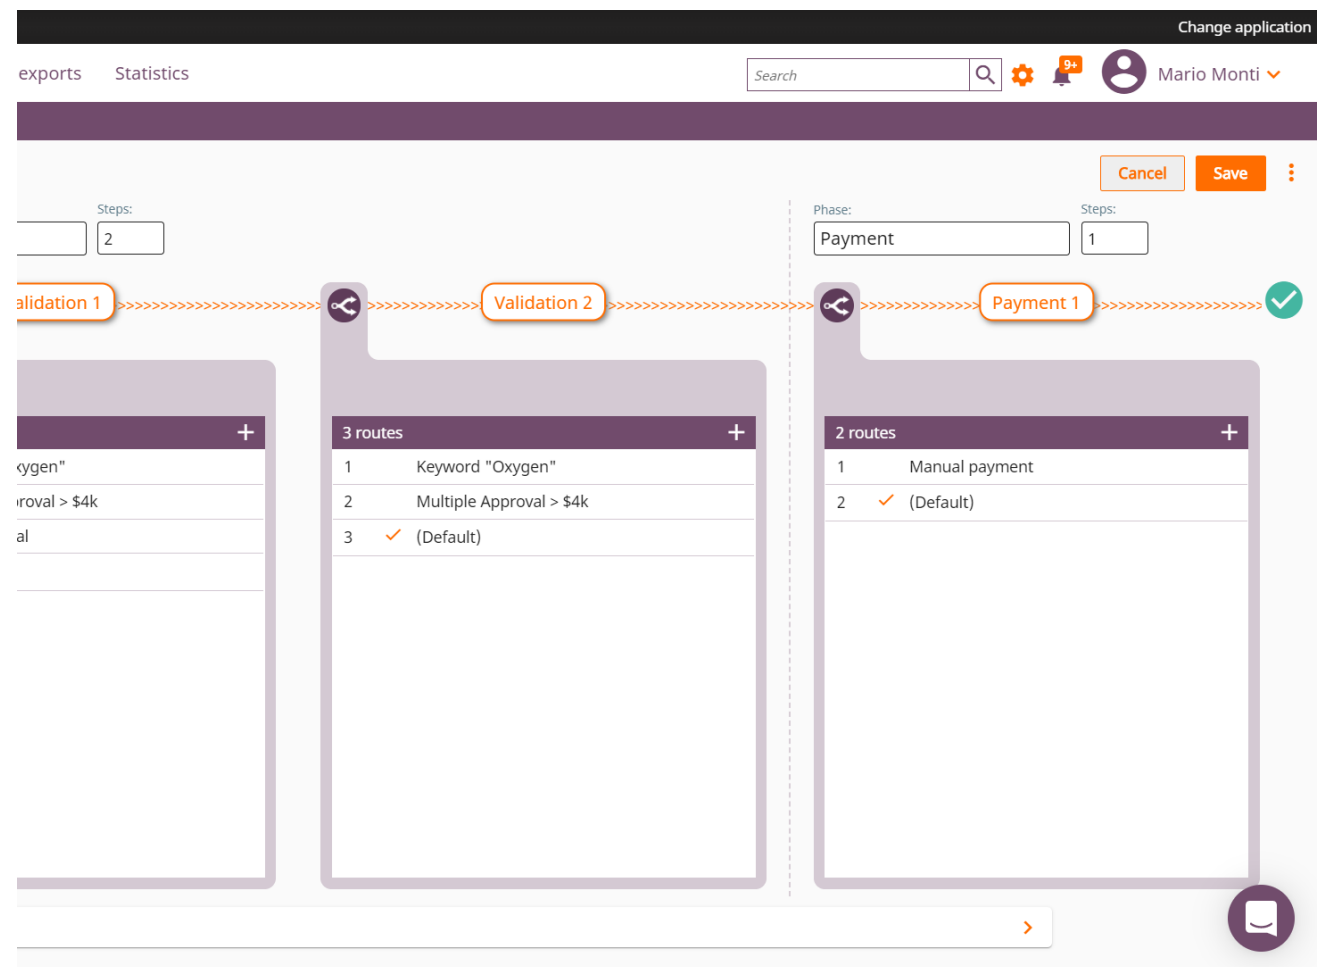 Change application
exports Statistics
Search
9+
Mario Monti
Cancel Save
Steps:
2
Phase:
Payment
Steps:
1
alidation 1
>>>>>>>>>>>>>>>>>>>>>>>>>>>>
>>>>>>>>>>>>>>>
Validation 2
>>>>>>>>>>>>>>>>>>>>>>>>>>>>
>>>>>>>>>>>>>>>
Payment 1
>>>>>>>>>>>>>>>>>>>>>>
xygen"
roval > $4k
al
3 routes +
1 Keyword "Oxygen"
2 Multiple Approval > $4k
3 (Default)
2 routes +
1 Manual payment
2 (Default)